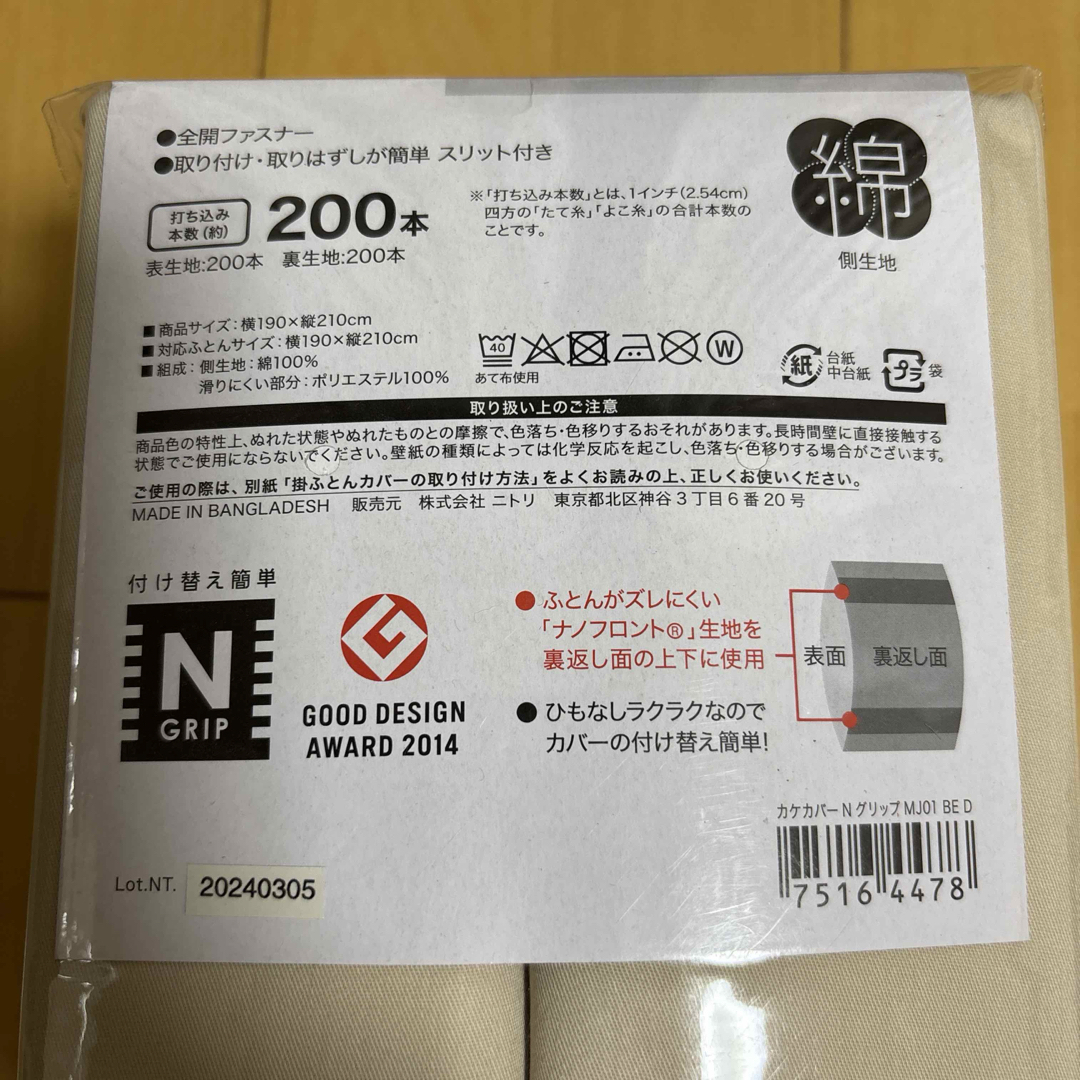 ●全開ファスナー
●取り付け・取りはずしが簡単 スリット付き
打ち込み
本数(約)
200本
※「打ち込み本数」とは、1インチ(2.54cm)
四方の「たて糸」「よこ糸」の合計本数の
ことです。
表生地:200本 裏生地:200本
綿
側生地
■商品サイズ:横190×縦210cm
■対応ふとんサイズ:横190×縦210cm
■組成:側生地:綿100%
滑りにくい部分:ポリエステル100%
40
W
あて布使用
紙
台紙
中台紙
プラ
袋
取り扱い上のご注意
商品色の特性上、ぬれた状態やぬれたものとの摩擦で、色落ち・色移りするおそれがあります。長時間壁に直接接触する
状態でご使用にならないでください。壁紙の種類によっては化学反応を起こし、色落ち・色移りする場合がございます。
ご使用の際は、別紙「掛ふとんカバーの取り付け方法」をよくお読みの上、正しくお使いください。
MADE IN BANGLADESH 販売元 株式会社 ニトリ 東京都北区神谷3丁目6番20号
付け替え簡単
N
GRIP
GOOD DESIGN
AWARD 2014
●ふとんがズレにくい
「ナノフロント®」生地を
裏返し面の上下に使用
●ひもなしラクラクなので
カバーの付け替え簡単!
表面
裏返し面
カケカバーNグリップMJ01 BE D
7516 4478
Lot.NT. 20240305